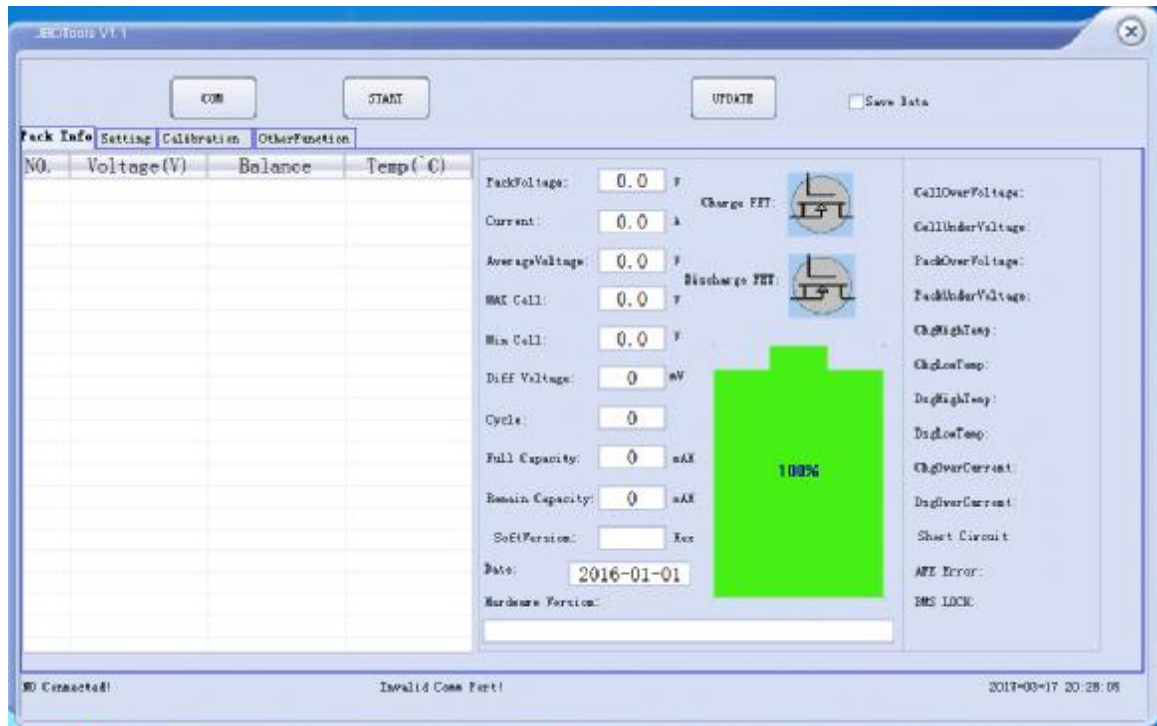 JBDTools V1.1
COM START UPDATE Save Data
Pack Info Setting Calibration OtherFunction
NO. Voltage(V) Balance Temp(`C)
PackVoltage: 0.0 V
Current: 0.0 A
AverageVoltage: 0.0 V
MAX Cell: 0.0 V
Min Cell: 0.0 V
Diff Voltage: 0 mV
Cycle: 0
Full Capacity: 0 mAH
Remain Capacity: 0 mAH
SoftVersion: Hex
Date: 2016-01-01
Hardware Version:
Charge FET:
Discharge FET:
100%
CellOverVoltage:
CellUnderVoltage:
PackOverVoltage:
PackUnderVoltage:
ChgHighTemp:
ChgLowTemp:
DsgHighTemp:
DsgLowTemp:
ChgOverCurrent:
DsgOverCurrent:
Short Circuit
AFE Error:
BMS LOCK:
NO Connected! Invalid Comm Port! 2017-03-17 20:28:05